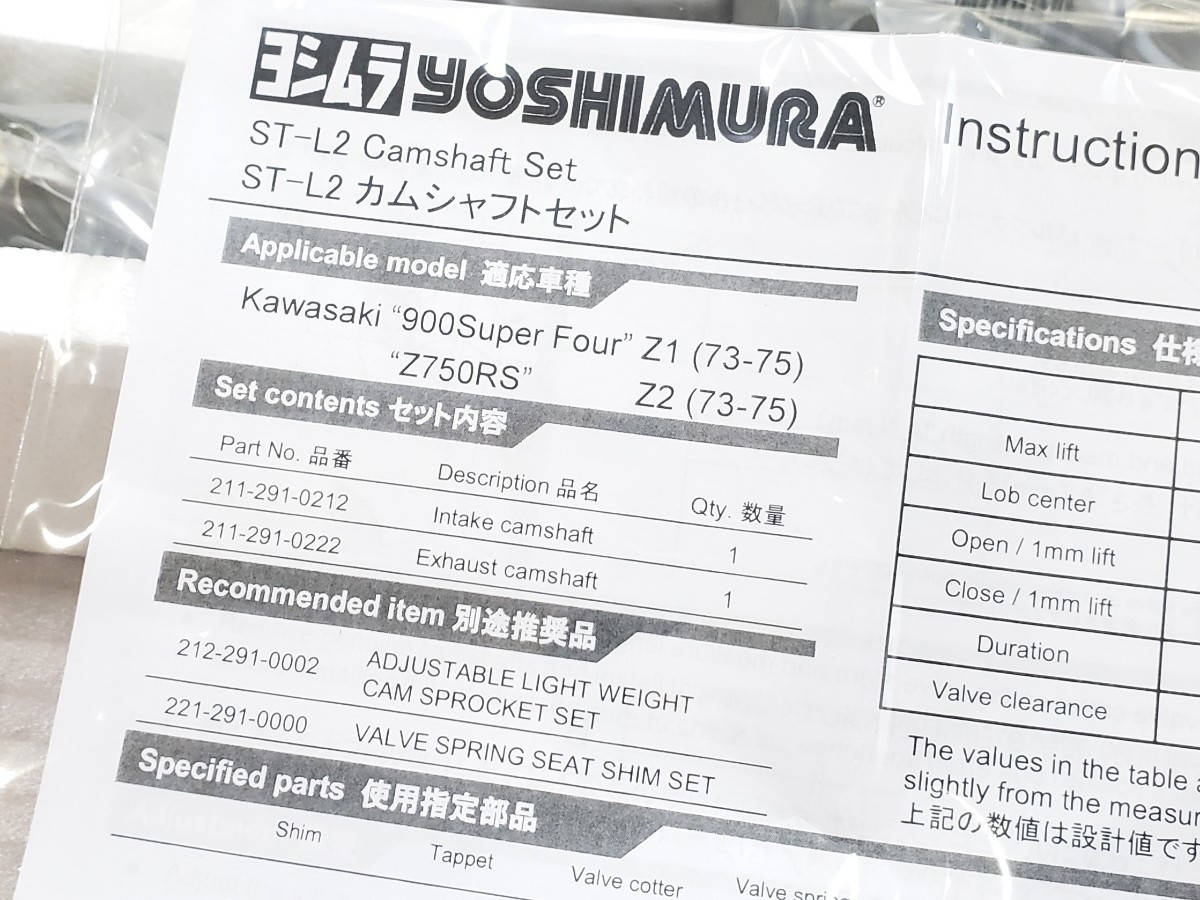 ヨシムラ YOSHIMURA®
Instruction
ST-L2 Camshaft Set
ST-L2 カムシャフトセット
Applicable model 適応車種
Kawasaki “900Super Four” Z1 (73-75)
“Z750RS” Z2 (73-75)
Set contents セット内容
Part No. 品番 Description 品名 Qty. 数量
211-291-0212 Intake camshaft 1
211-291-0222 Exhaust camshaft 1
Recommended item 別途推奨品
212-291-0002 ADJUSTABLE LIGHT WEIGHT
CAM SPROCKET SET
221-291-0000 VALVE SPRING SEAT SHIM SET
Specified parts 使用指定部品
Shim Tappet Valve cotter Valve
Specifications 仕様
Max lift
Lob center
Open / 1mm lift
Close / 1mm lift
Duration
Valve clearance
The values in the table
slightly from the
上記の数値は設計値です